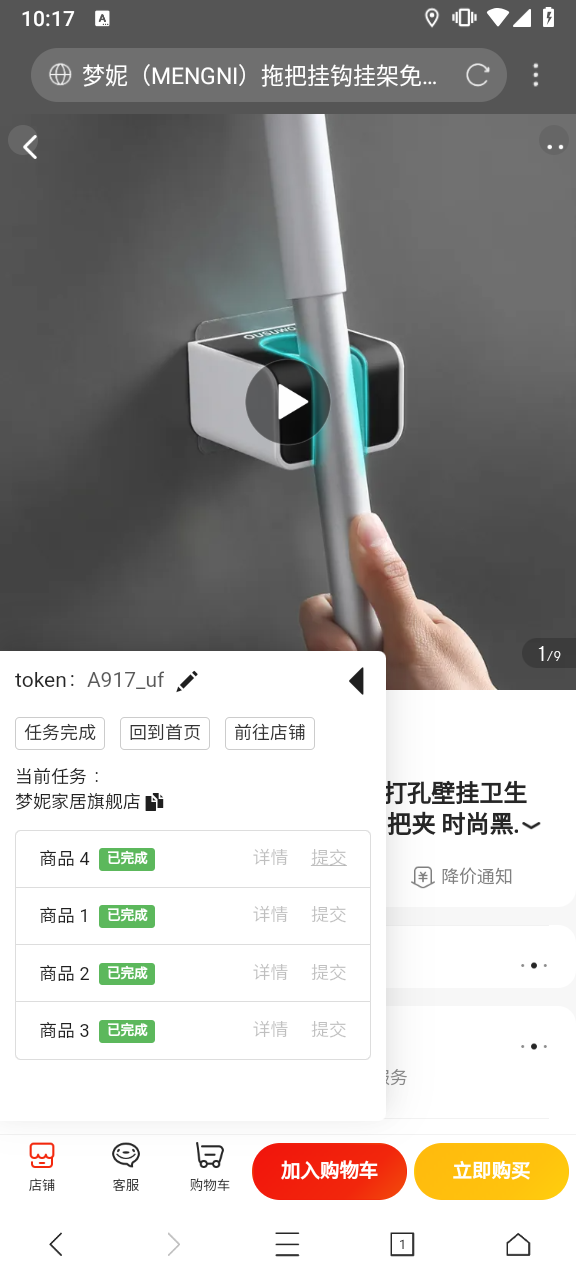 10:17
A
梦妮（MENGNI）拖把挂钩挂架免…
1/9
token： A917_uf
任务完成 回到首页 前往店铺
当前任务：
梦妮家居旗舰店
打孔壁挂卫生
把夹 时尚黑.
降价通知
商品 4 已完成 详情 提交
商品 1 已完成 详情 提交
商品 2 已完成 详情 提交
商品 3 已完成 详情 提交
服务
店铺 客服 购物车 加入购物车 立即购买
1